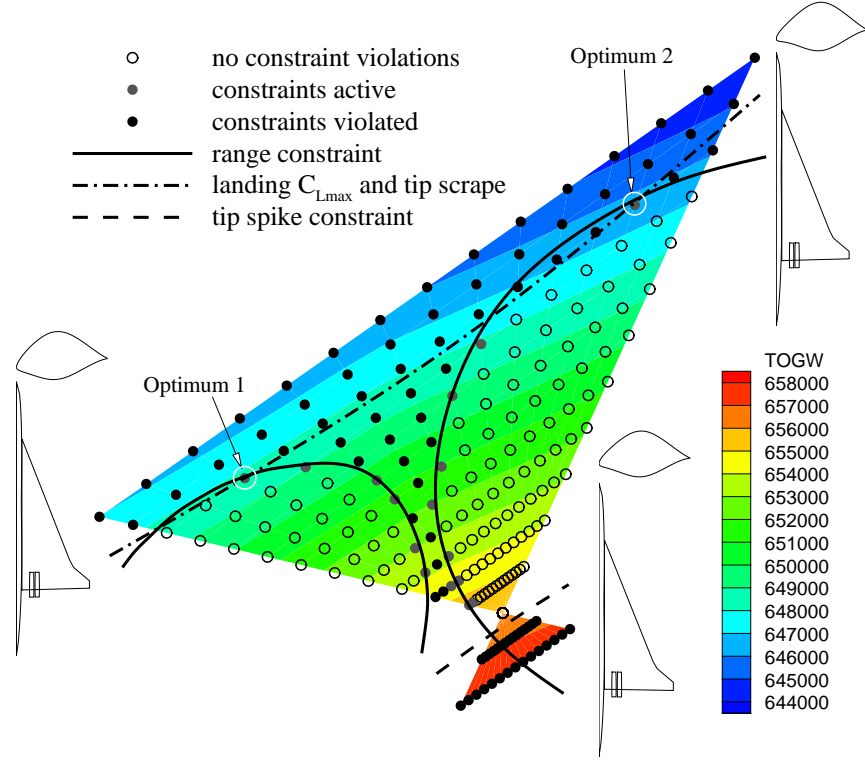 no constraint violations
constraints active
constraints violated
range constraint
landing C_Lmax and tip scrape
tip spike constraint
Optimum 2
Optimum 1
TOGW
658000
657000
656000
655000
654000
653000
652000
651000
650000
649000
648000
647000
646000
645000
644000